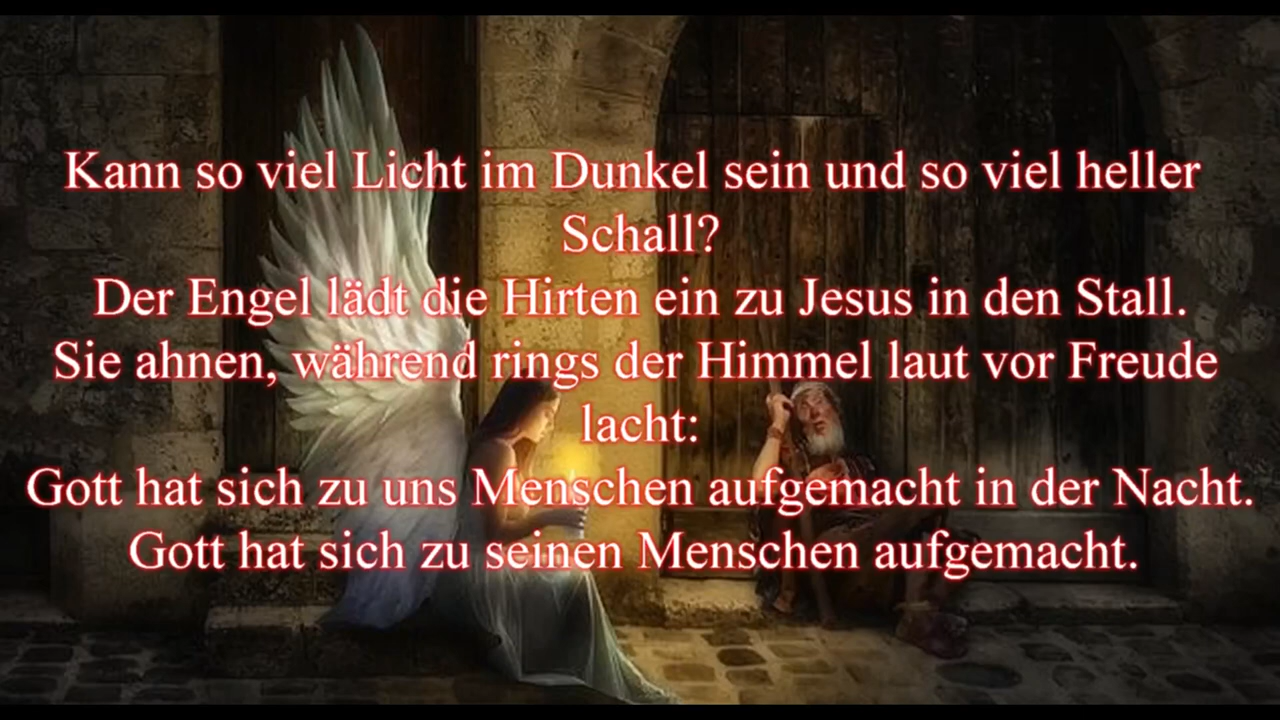 Kann so viel Licht im Dunkel sein und so viel heller
Schall?
Der Engel lädt die Hirten ein zu Jesus in den Stall.
Sie ahnen, während rings der Himmel laut vor Freude
lacht:
Gott hat sich zu uns Menschen aufgemacht in der Nacht.
Gott hat sich zu seinen Menschen aufgemacht.